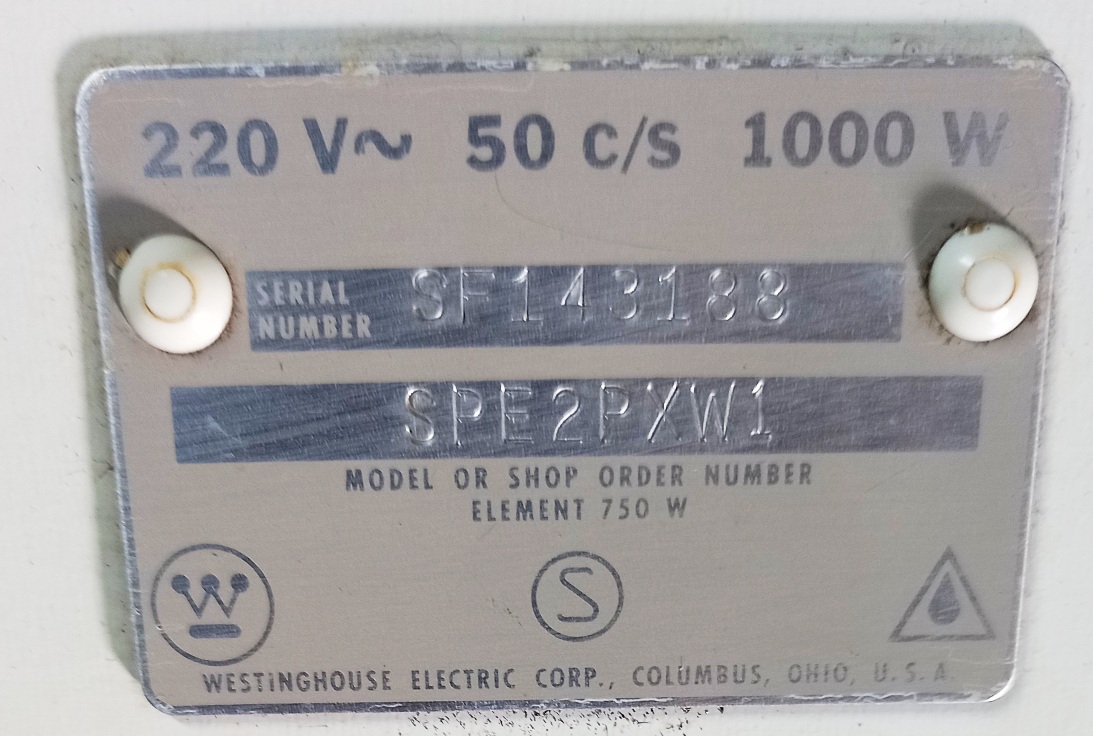 220 V~ 50 C/S 1000 W
SERIAL NUMBER SF143188
SPE2PXW1
MODEL OR SHOP ORDER NUMBER
ELEMENT 750 W
W S
WESTINGHOUSE ELECTRIC CORP., COLUMBUS, OHIO, U.S.A.